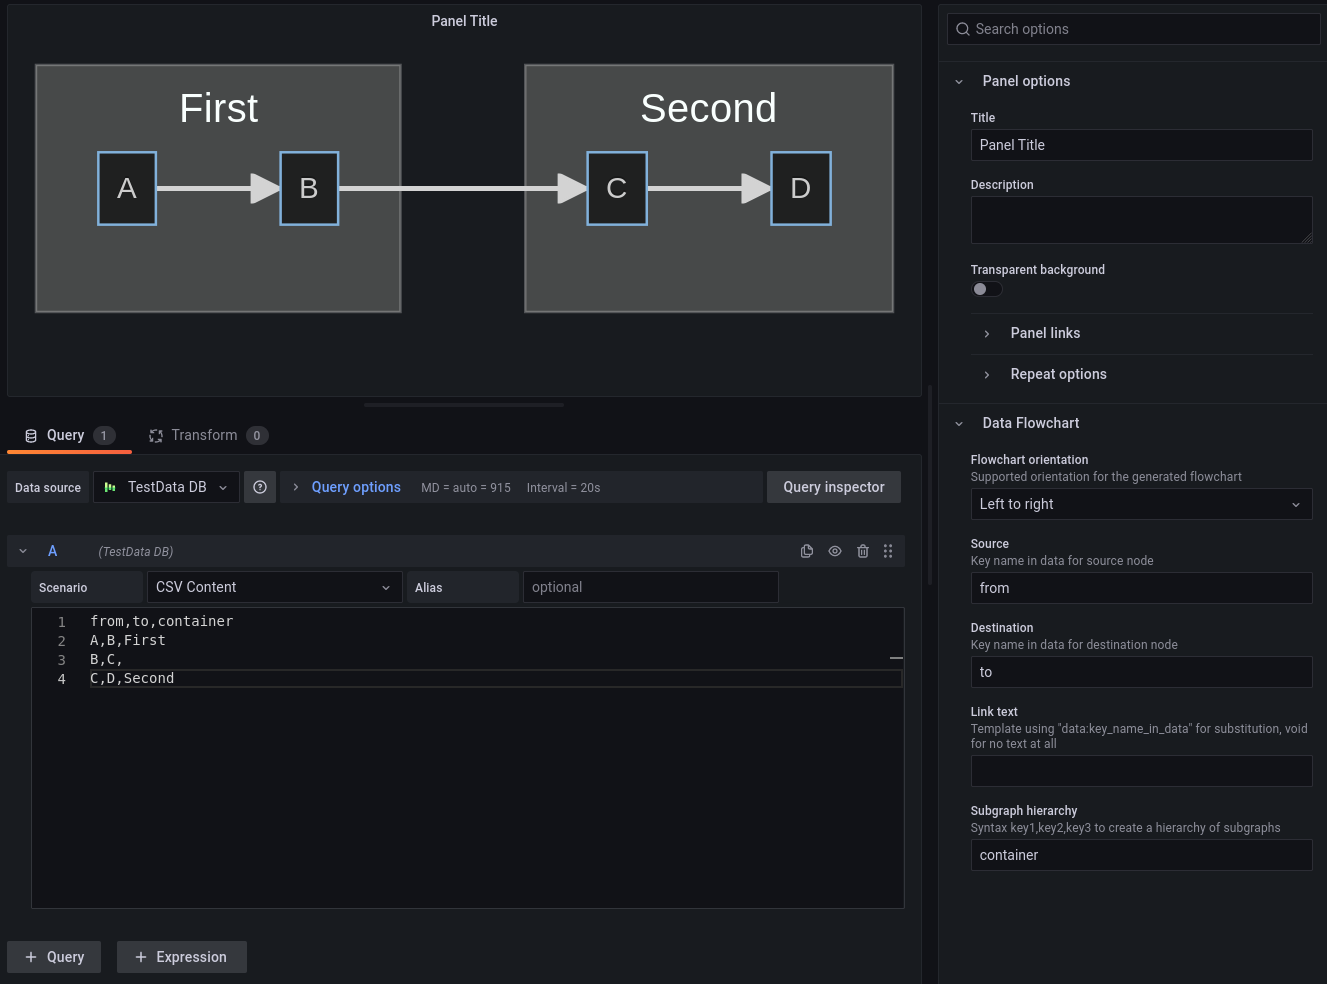 Panel Title
First
Second
A
B
C
D
Query 1
Transform 0
Data source
TestData DB
Query options
MD = auto = 915
Interval = 20s
Query inspector
A
(TestData DB)
Scenario
CSV Content
Alias
optional
1 from,to,container
2 A,B,First
3 B,C,
4 C,D,Second
+ Query
+ Expression
Search options
Panel options
Title
Panel Title
Description
Transparent background
Panel links
Repeat options
Data Flowchart
Flowchart orientation
Supported orientation for the generated flowchart
Left to right
Source
Key name in data for source node
from
Destination
Key name in data for destination node
to
Link text
Template using "data:key_name_in_data" for substitution, void
for no text at all
Subgraph hierarchy
Syntax key1,key2,key3 to create a hierarchy of subgraphs
container